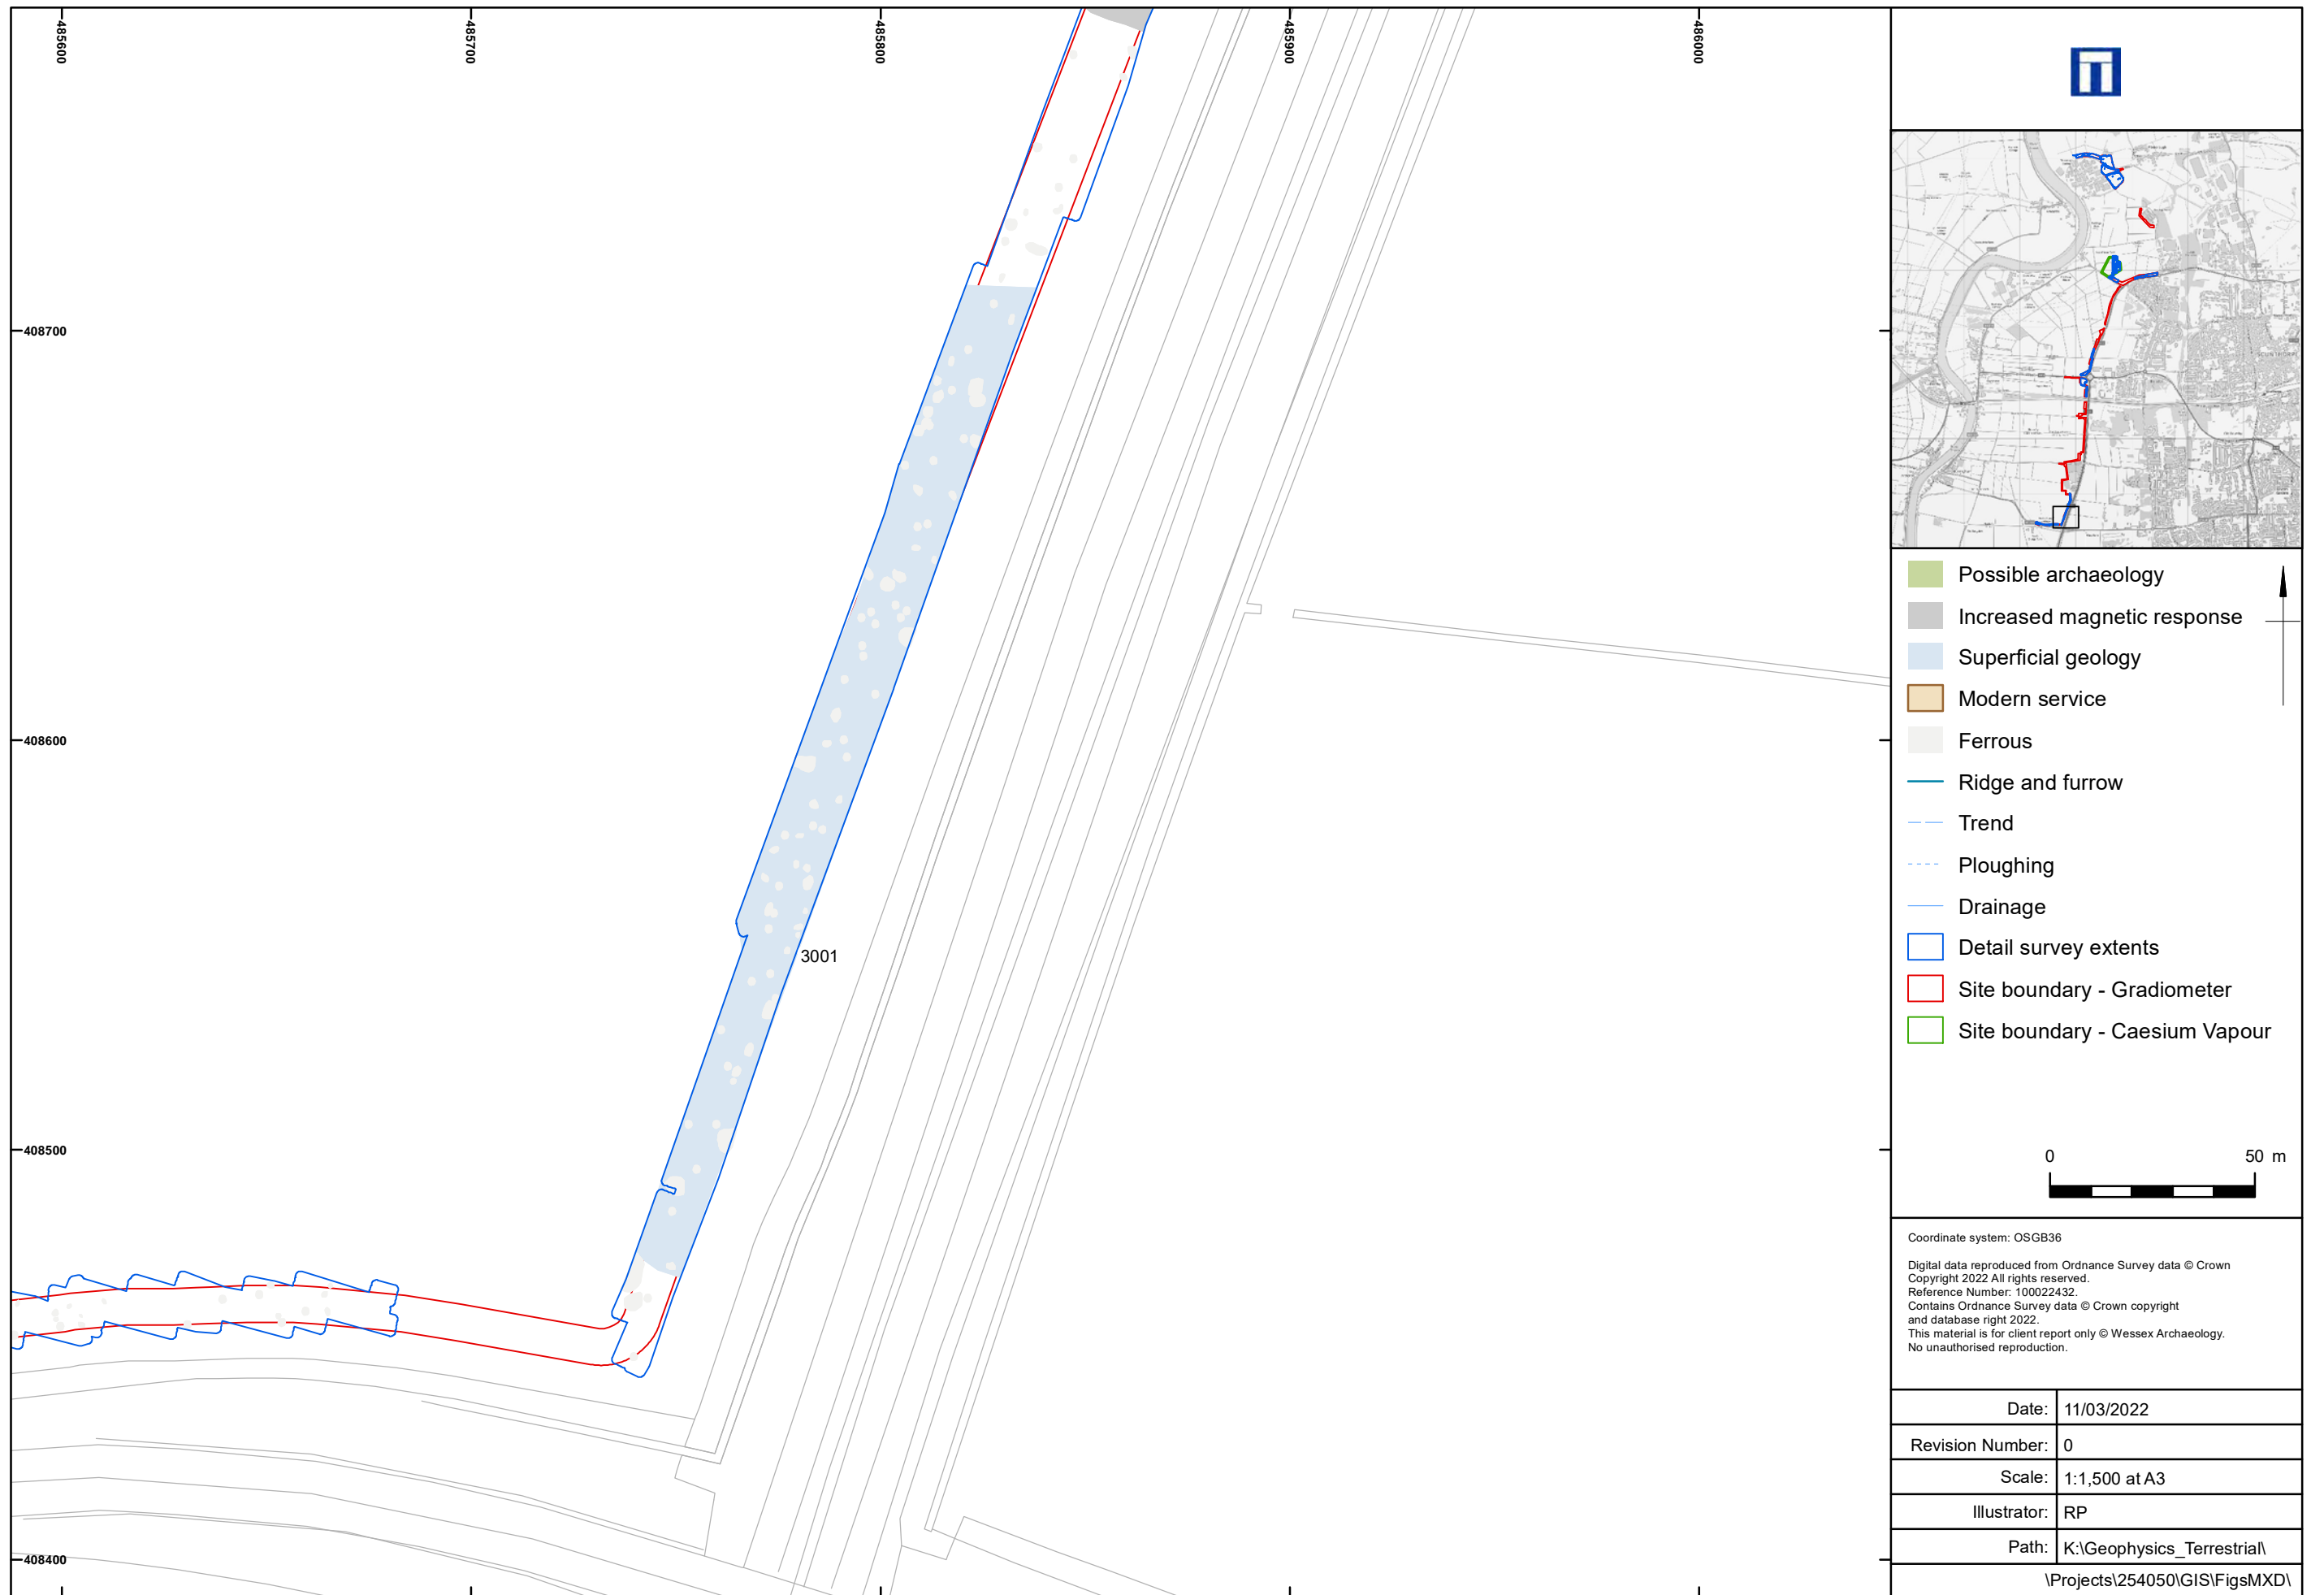 485600
485700
485800
485900
486000
408700
408600
408500
408400
3001
SCUNTHORPE
Possible archaeology
Increased magnetic response
Superficial geology
Modern service
Ferrous
Ridge and furrow
Trend
Ploughing
Drainage
Detail survey extents
Site boundary - Gradiometer
Site boundary - Caesium Vapour
0 50 m
Coordinate system: OSGB36
Digital data reproduced from Ordnance Survey data © Crown
Copyright 2022 All rights reserved.
Reference Number: 100022432.
Contains Ordnance Survey data © Crown copyright
and database right 2022.
This material is for client report only © Wessex Archaeology.
No unauthorised reproduction.
Date: 11/03/2022
Revision Number: 0
Scale: 1:1,500 at A3
Illustrator: RP
Path: K:\Geophysics_Terrestrial\
\Projects\254050\GIS\FigsMXD\